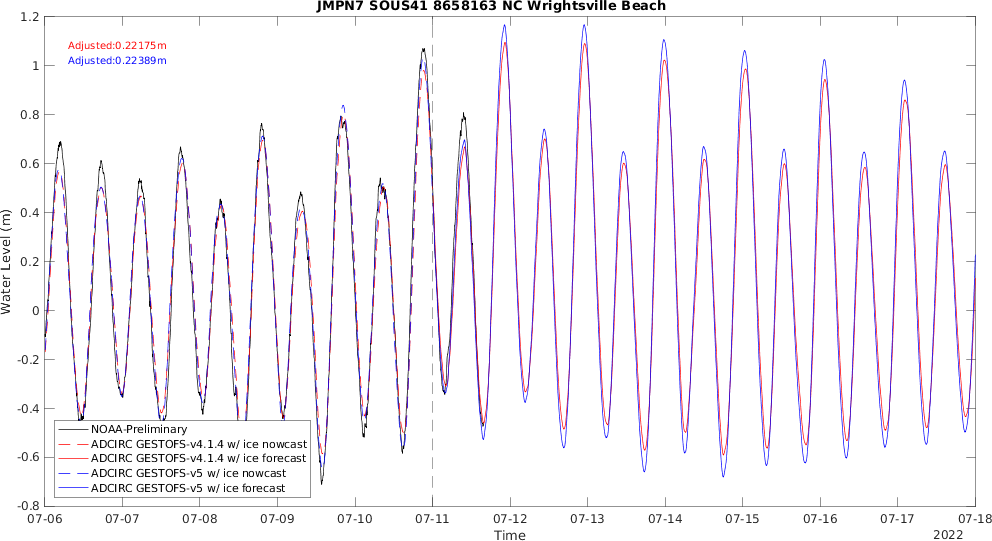 JMPN7 SOUS41 8658163 NC Wrightsville Beach
Adjusted:0.22175m
Adjusted:0.22389m
1.2
1
0.8
0.6
0.4
0.2
0
-0.2
-0.4
-0.6
-0.8
Water Level (m)
NOAA-Preliminary
ADCIRC GESTOFS-v4.1.4 w/ ice nowcast
ADCIRC GESTOFS-v4.1.4 w/ ice forecast
ADCIRC GESTOFS-v5 w/ ice nowcast
ADCIRC GESTOFS-v5 w/ ice forecast
07-06 07-07 07-08 07-09 07-10 07-11 07-12 07-13 07-14 07-15 07-16 07-17 07-18
Time
2022